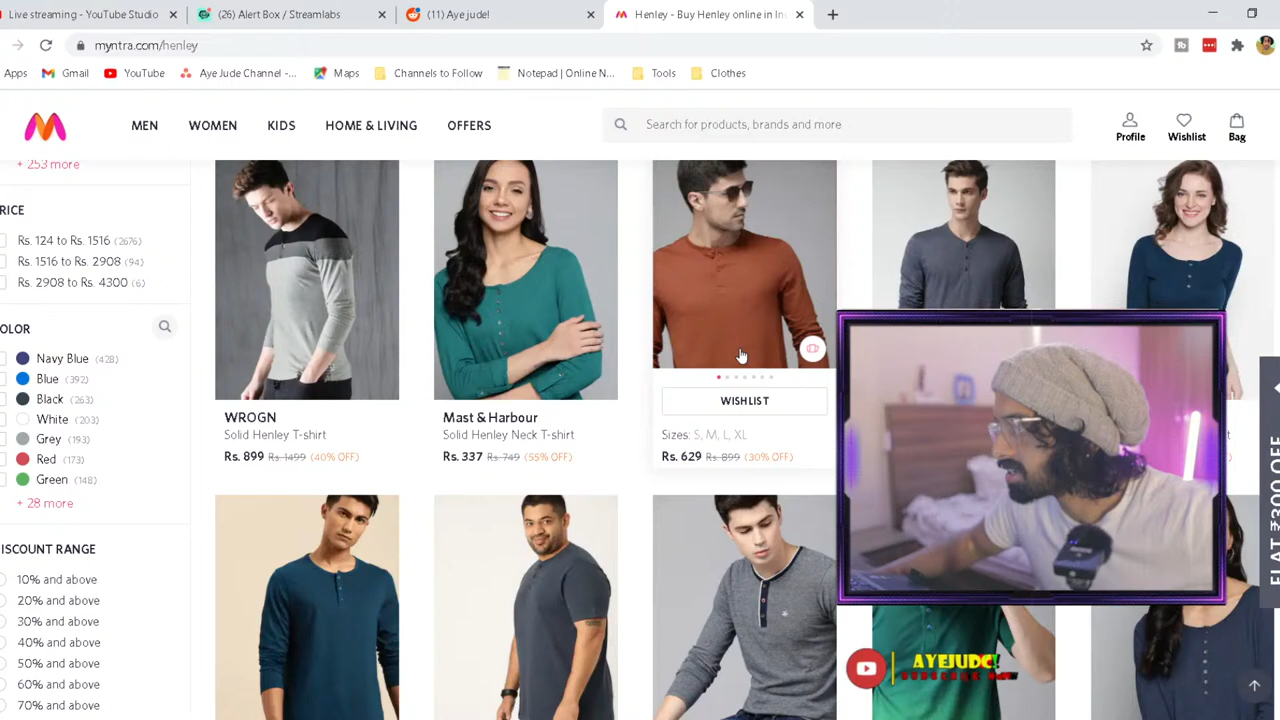 Live streaming - YouTube Studio
(26) Alert Box / Streamlabs
(11) Aye jude!
Henley - Buy Henley online in In
myntra.com/henley
Apps
Gmail
YouTube
Aye Jude Channel -...
Maps
Channels to Follow
Notepad | Online N...
Tools
Clothes
MEN
WOMEN
KIDS
HOME & LIVING
OFFERS
Search for products, brands and more
Profile
Wishlist
Bag
+ 253 more
RICE
Rs. 124 to Rs. 1516 (2676)
Rs. 1516 to Rs. 2908 (94)
Rs. 2908 to Rs. 4300 (6)
OLOR
Navy Blue (428)
Blue (392)
Black (263)
White (203)
Grey (193)
Red (173)
Green (148)
+ 28 more
ISCOUNT RANGE
10% and above
20% and above
30% and above
40% and above
50% and above
60% and above
70% and above
WROGN
Solid Henley T-shirt
Rs. 899 Rs. 1499 (40% OFF)
Mast & Harbour
Solid Henley Neck T-shirt
Rs. 337 Rs. 749 (55% OFF)
WISHLIST
Sizes: S, M, L, XL
Rs. 629 Rs. 899 (30% OFF)
FLAT ₹300 OFF
AYEJUDE!